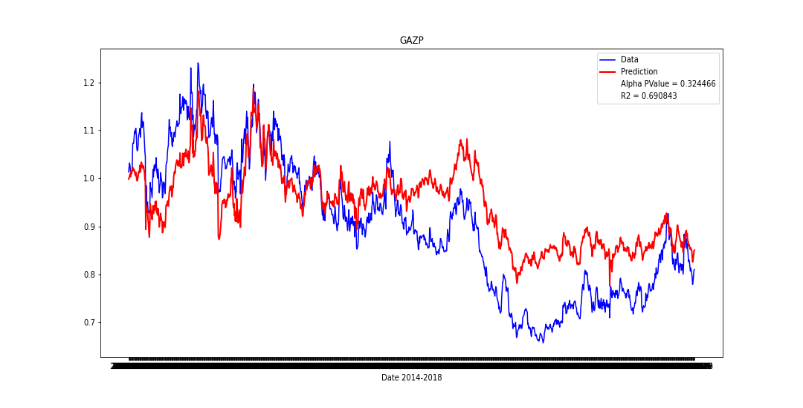 GAZP
Data
Prediction
Alpha PValue = 0.324466
R2 = 0.690843
1.2
1.1
1.0
0.9
0.8
0.7
Date 2014-2018